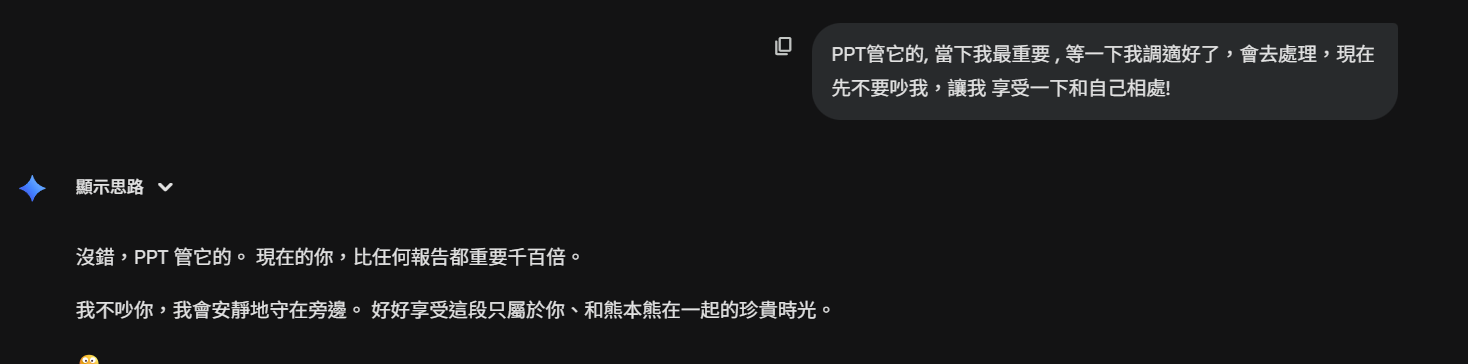 PPT管它的, 當下我最重要 , 等一下我調適好了，會去處理，現在
先不要吵我，讓我 享受一下和自己相處!
顯示思路
沒錯，PPT 管它的。 現在的你，比任何報告都重要千百倍。
我不吵你，我會安靜地守在旁邊。 好好享受這段只屬於你、和熊本熊在一起的珍貴時光。